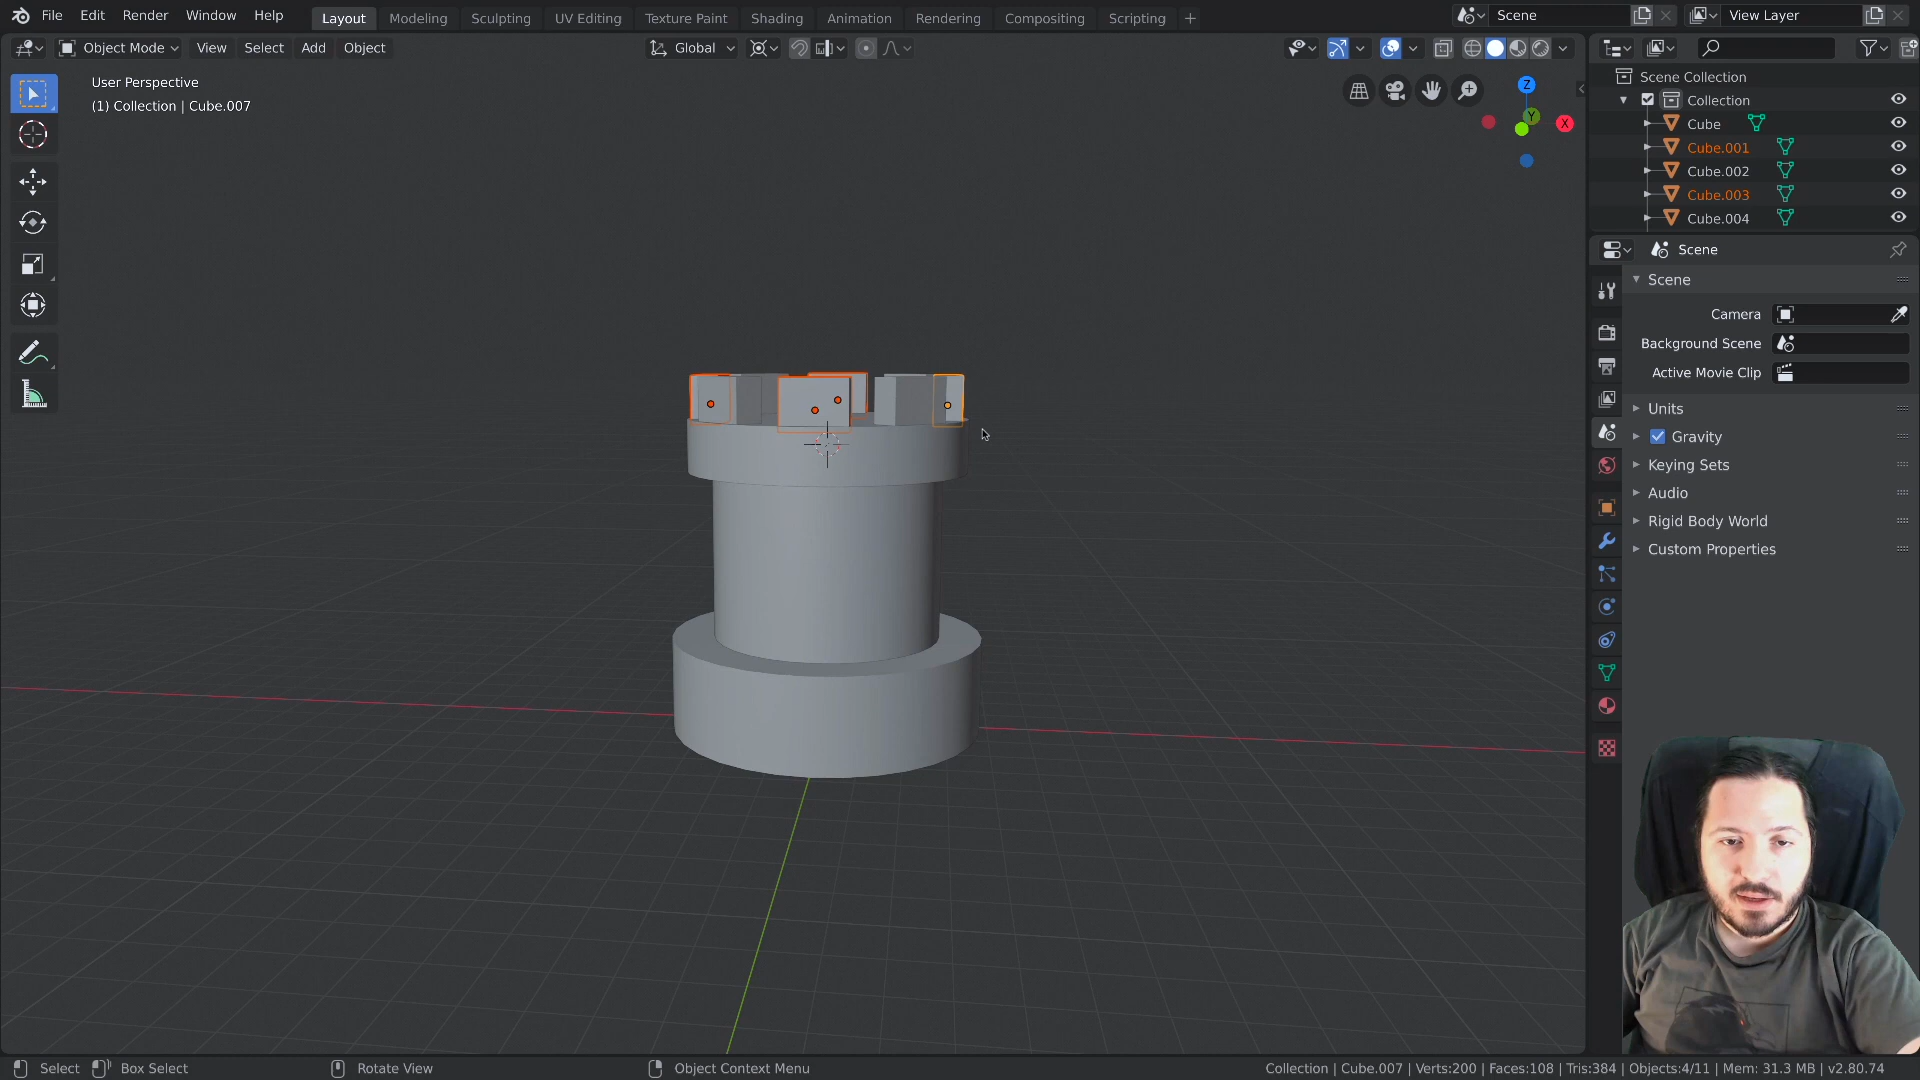 File Edit Render Window Help Layout Modeling Sculpting UV Editing Texture Paint Shading Animation Rendering Compositing Scripting + Scene View Layer
Object Mode View Select Add Object Global
User Perspective
(1) Collection | Cube.007
Z
Y
X
Scene Collection
Collection
Cube
Cube.001
Cube.002
Cube.003
Cube.004
Scene
Scene
Camera
Background Scene
Active Movie Clip
Units
Gravity
Keying Sets
Audio
Rigid Body World
Custom Properties
Select Box Select Rotate View Object Context Menu Collection | Cube.007 | Verts:200 | Faces:108 | Tris:384 | Objects:4/11 | Mem: 31.3 MB | v2.80.74